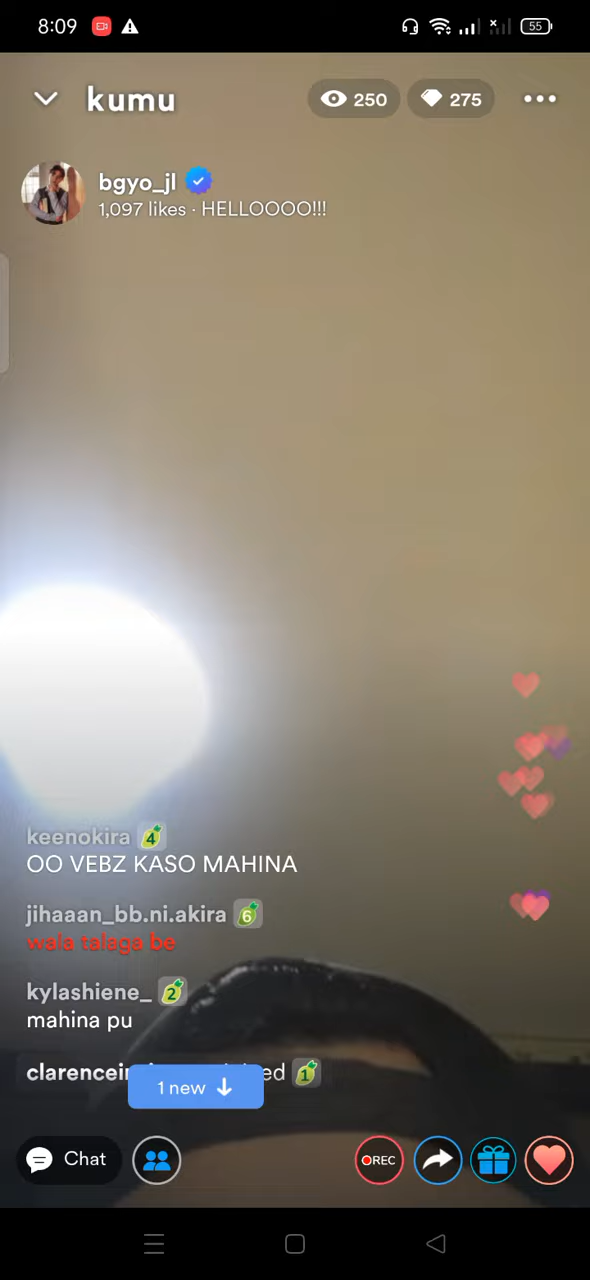 8:09
55
kumu
250
275
bgyo_jl
1,097 likes · HELLOOOO!!!
keenokira 4
OO VEBZ KASO MAHINA
jihaaan_bb.ni.akira 6
wala talaga be
kylashiene_ 2
mahina pu
1
1 new
Chat
REC